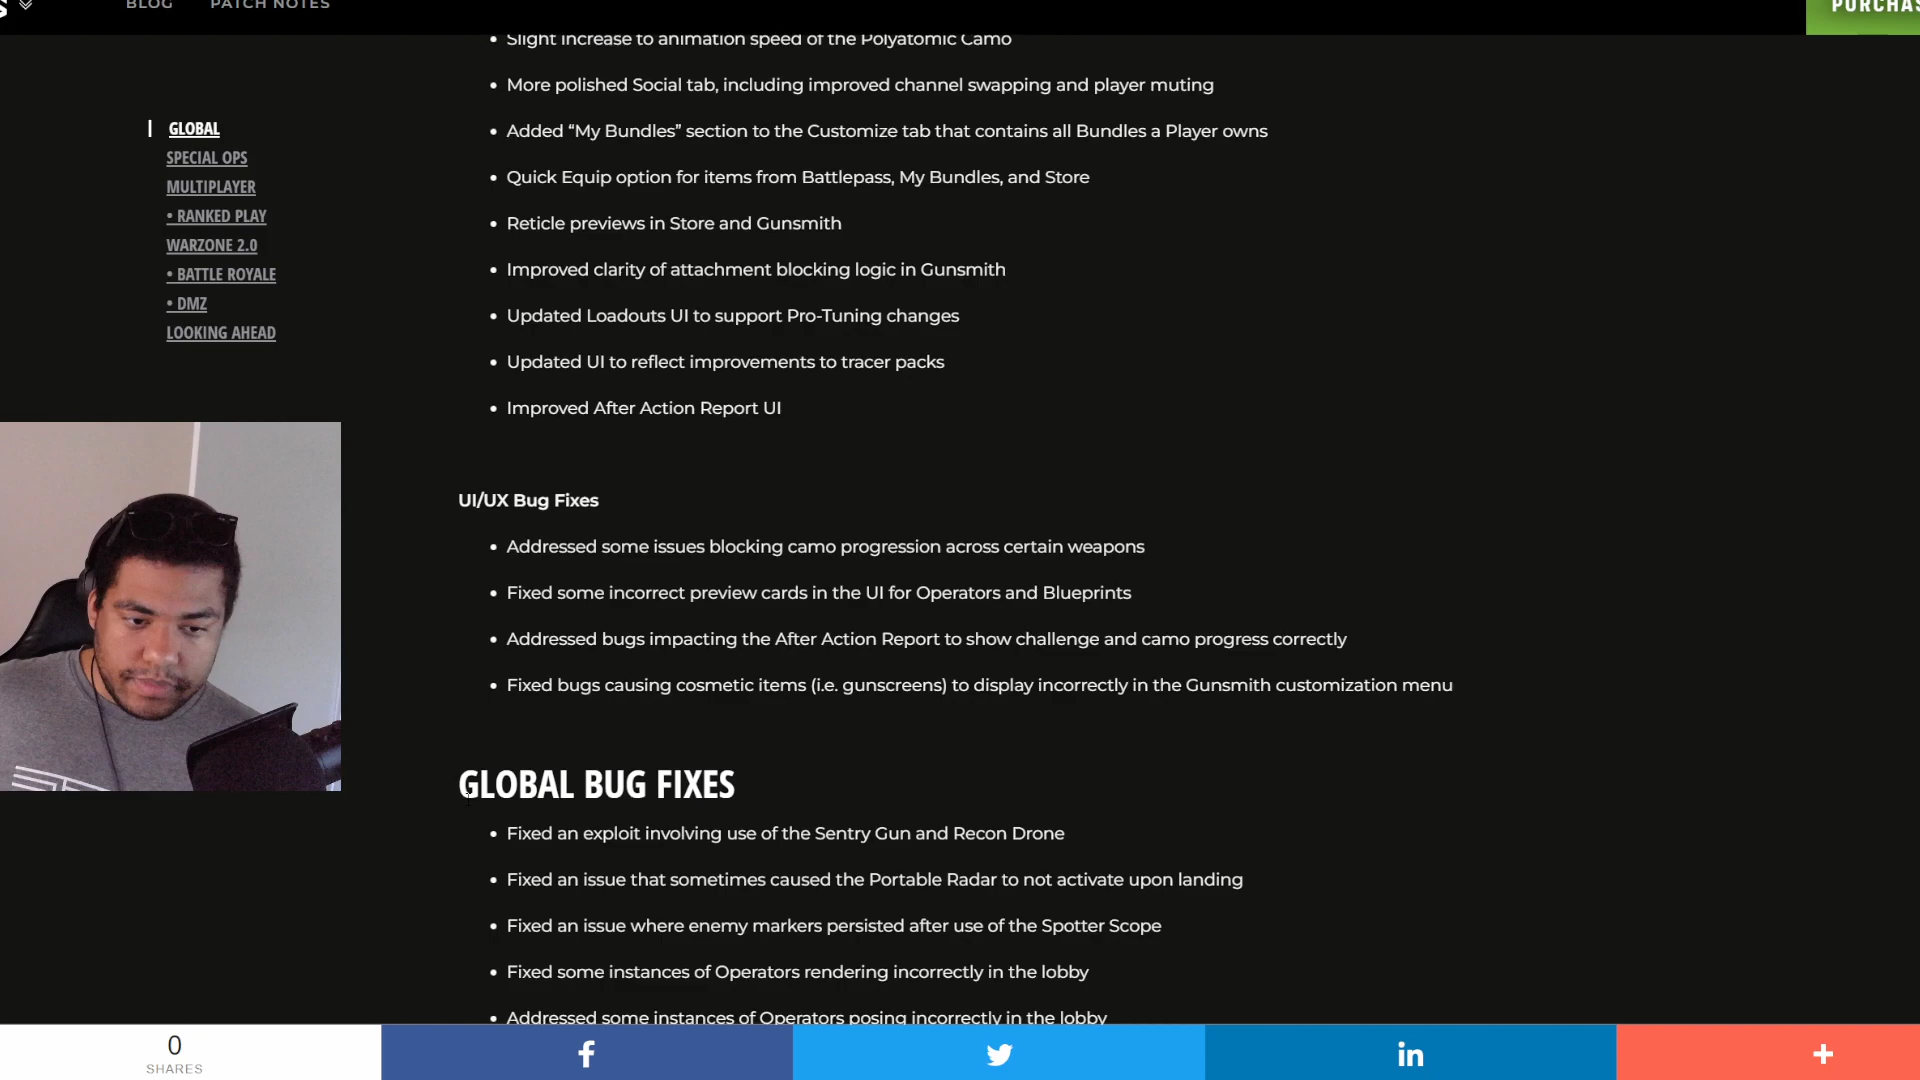 BLOG
PATCH NOTES
Slight increase to animation speed of the Polyatomic Camo
More polished Social tab, including improved channel swapping and player muting
Added “My Bundles” section to the Customize tab that contains all Bundles a Player owns
Quick Equip option for items from Battlepass, My Bundles, and Store
Reticle previews in Store and Gunsmith
Improved clarity of attachment blocking logic in Gunsmith
Updated Loadouts UI to support Pro-Tuning changes
Updated UI to reflect improvements to tracer packs
Improved After Action Report UI
GLOBAL
SPECIAL OPS
MULTIPLAYER
• RANKED PLAY
WARZONE 2.0
• BATTLE ROYALE
• DMZ
LOOKING AHEAD
UI/UX Bug Fixes
Addressed some issues blocking camo progression across certain weapons
Fixed some incorrect preview cards in the UI for Operators and Blueprints
Addressed bugs impacting the After Action Report to show challenge and camo progress correctly
Fixed bugs causing cosmetic items (i.e. gunscreens) to display incorrectly in the Gunsmith customization menu
GLOBAL BUG FIXES
Fixed an exploit involving use of the Sentry Gun and Recon Drone
Fixed an issue that sometimes caused the Portable Radar to not activate upon landing
Fixed an issue where enemy markers persisted after use of the Spotter Scope
Fixed some instances of Operators rendering incorrectly in the lobby
Addressed some instances of Operators posing incorrectly in the lobby
0
SHARES